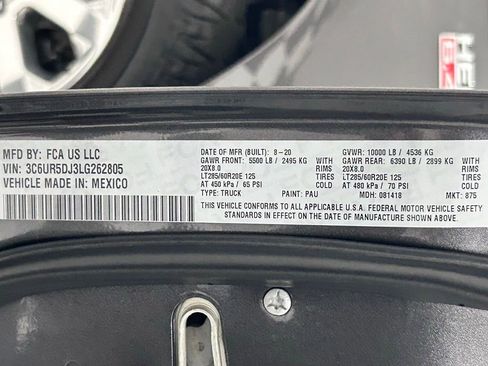 HE
62
MFD BY: FCA US LLC
VIN: 3C6UR5DJ3LG262805
VEHICLE MADE IN: MEXICO
DATE OF MFR (BUILT): 8-20 GVWR: 10000 LB / 4536 KG
GAWR FRONT: 5500 LB / 2495 KG WITH GAWR REAR: 6390 LB / 2899 KG WITH
20X8.0 RIMS 20X8.0 RIMS
LT285/60R20E 125 TIRES LT285/60R20E 125 TIRES
AT 450 kPa / 65 PSI AT 480 kPa / 70 PSI
TYPE: TRUCK PAINT: PAU MDH: 081418 MKT: 875
THIS VEHICLE CONFORMS TO ALL APPLICABLE U.S.A. FEDERAL MOTOR VEHICLE SAFETY
STANDARDS IN EFFECT ON THE DATE OF MANUFACTURE SHOWN ABOVE